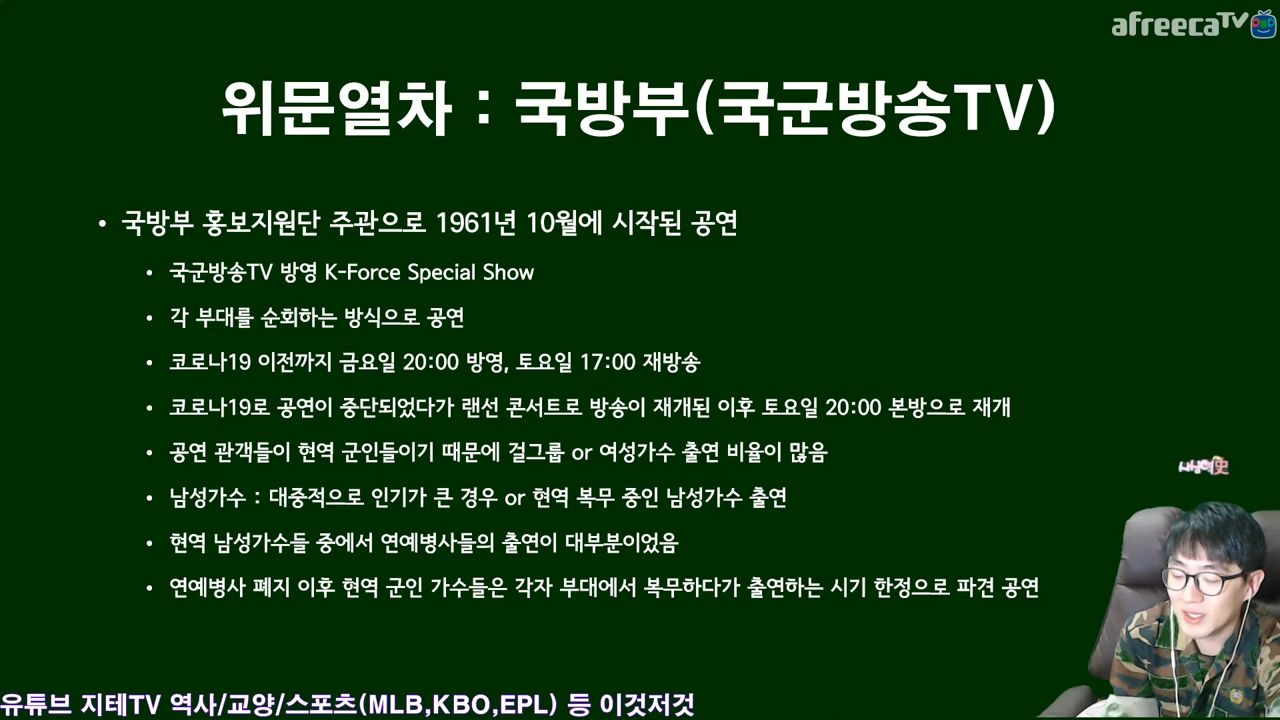 afreecaTV
위문열차 : 국방부(국군방송TV)
• 국방부 홍보지원단 주관으로 1961년 10월에 시작된 공연
• 국군방송TV 방영 K-Force Special Show
• 각 부대를 순회하는 방식으로 공연
• 코로나19 이전까지 금요일 20:00 방영, 토요일 17:00 재방송
• 코로나19로 공연이 중단되었다가 랜선 콘서트로 방송이 재개된 이후 토요일 20:00 본방으로 재개
• 공연 관객들이 현역 군인들이기 때문에 걸그룹 or 여성가수 출연 비율이 많음
• 남성가수 : 대중적으로 인기가 큰 경우 or 현역 복무 중인 남성가수 출연
• 현역 남성가수들 중에서 연예병사들의 출연이 대부분이었음
• 연예병사 폐지 이후 현역 군인 가수들은 각자 부대에서 복무하다가 출연하는 시기 한정으로 파견 공연
유튜브 지테TV 역사/교양/스포츠(MLB,KBO,EPL) 등 이것저것